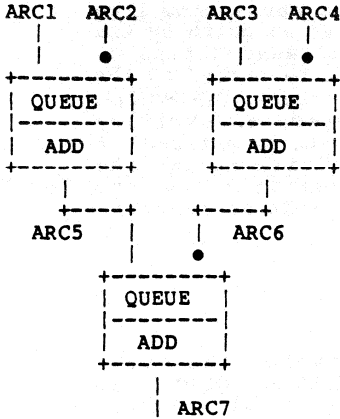 ARC1 ARC2 ARC3 ARC4
QUEUE QUEUE
ADD ADD
ARC5 ARC6
QUEUE
ADD
ARC7